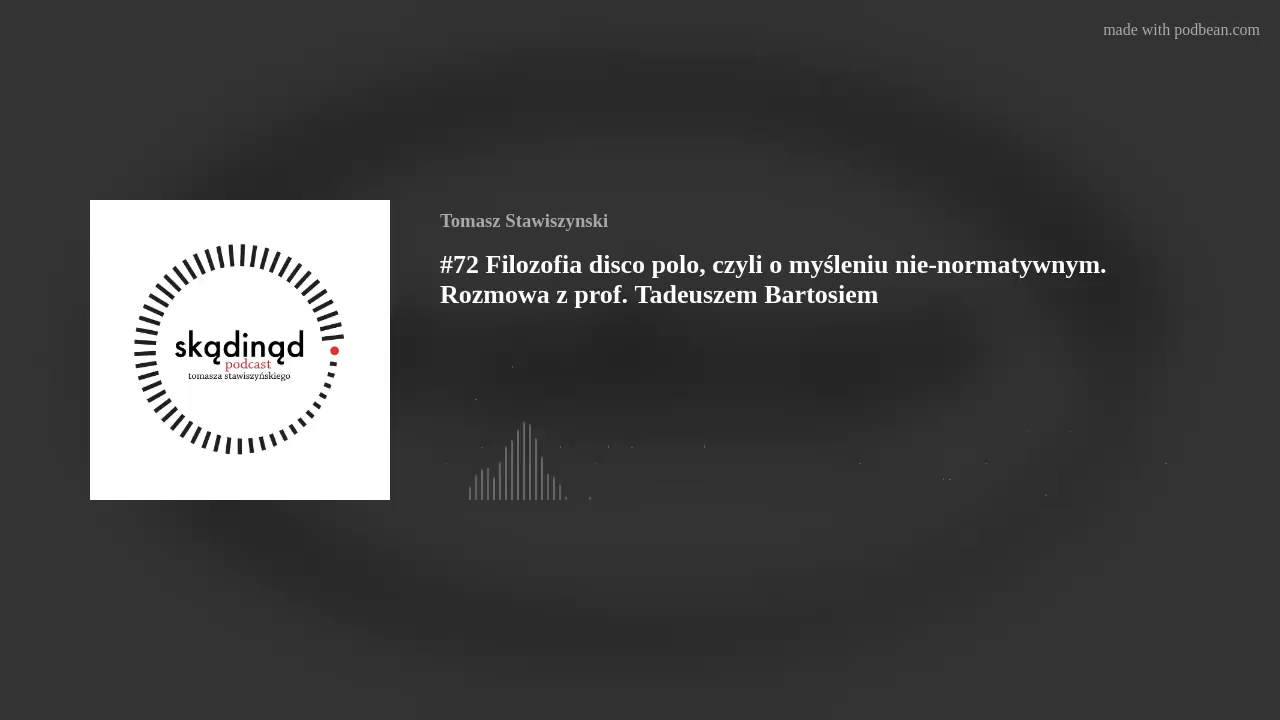 made with podbean.com
Tomasz Stawiszynski
#72 Filozofia disco polo, czyli o myśleniu nie-normatywnym.
Rozmowa z prof. Tadeuszem Bartosiem
skądinąd
podcast
tomasza stawiszyńskiego